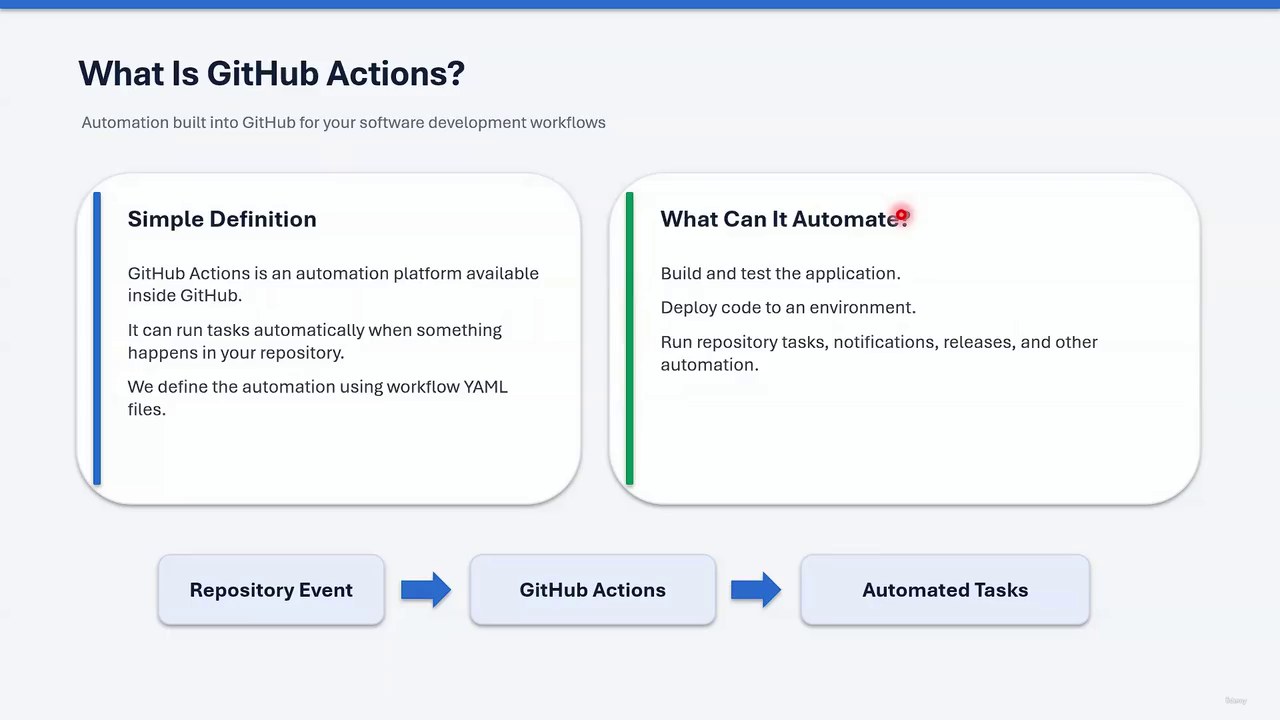 What Is GitHub Actions?
Automation built into GitHub for your software development workflows
Simple Definition
GitHub Actions is an automation platform available
inside GitHub.
It can run tasks automatically when something
happens in your repository.
We define the automation using workflow YAML
files.
What Can It Automate?
Build and test the application.
Deploy code to an environment.
Run repository tasks, notifications, releases, and other
automation.
Repository Event
GitHub Actions
Automated Tasks